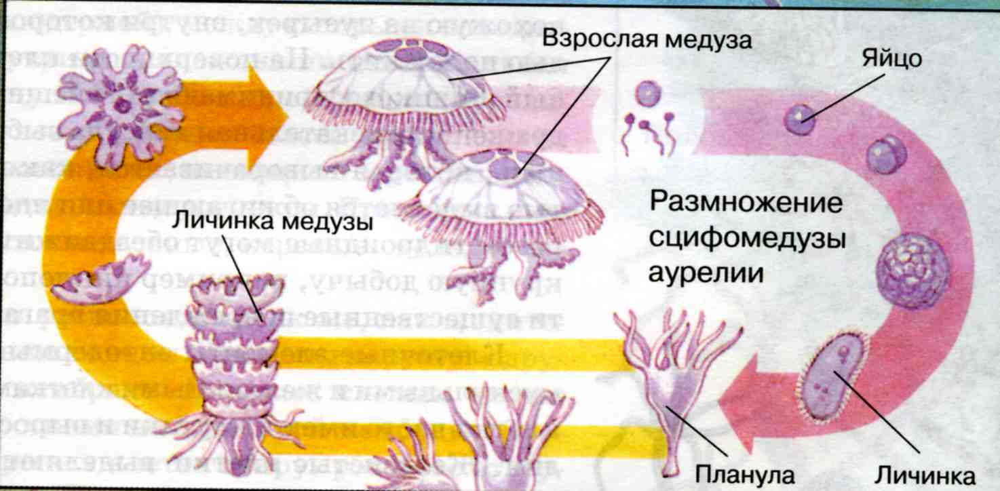 Взрослая медуза
Яйцо
Личинка медузы
Размножение
сцифомедузы
аурелии
Планула
Личинка